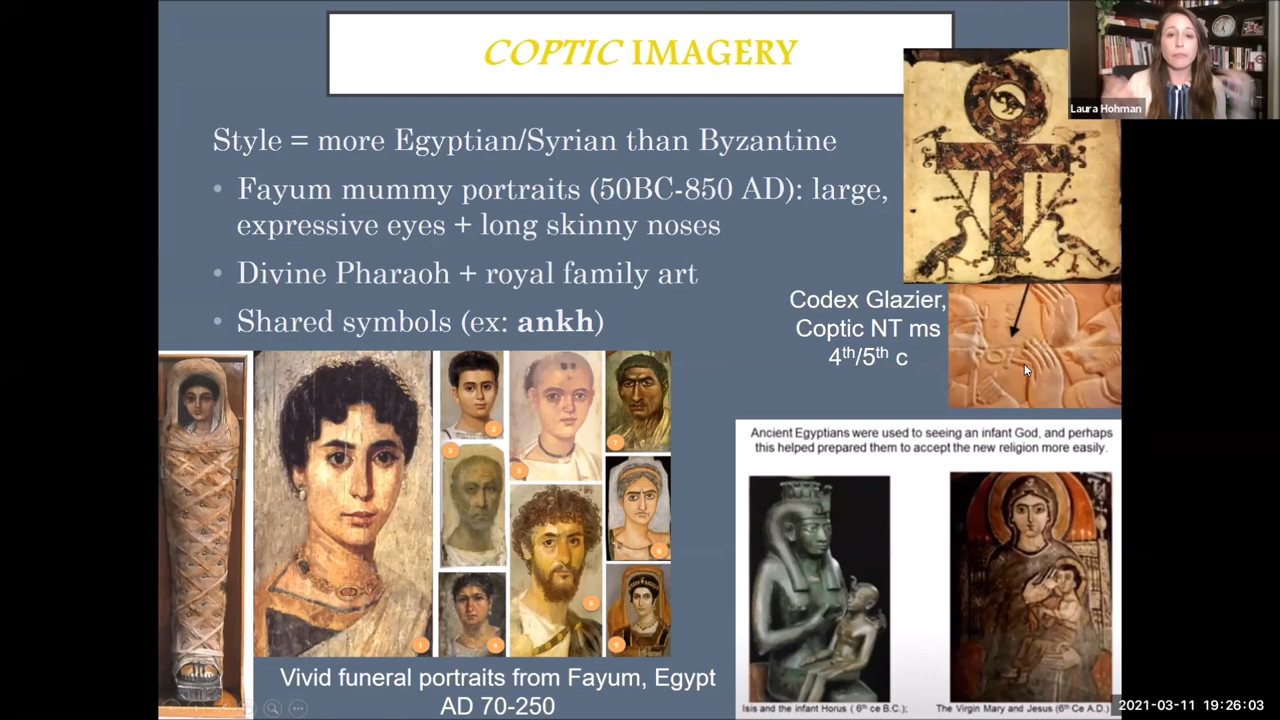 COPTIC IMAGERY
Laura Hohman
Style = more Egyptian/Syrian than Byzantine
• Fayum mummy portraits (50BC-850 AD): large,
expressive eyes + long skinny noses
• Divine Pharaoh + royal family art
• Shared symbols (ex: ankh)
Codex Glazier,
Coptic NT ms
4th/5th c
Ancient Egyptians were used to seeing an infant God, and perhaps
this helped prepared them to accept the new religion more easily.
Vivid funeral portraits from Fayum, Egypt
AD 70-250
Isis and the infant Horus ( 6th ce B.C.);
The Virgin Mary and Jesus (6th Ce A.D.)
2021-03-11 19:26:03